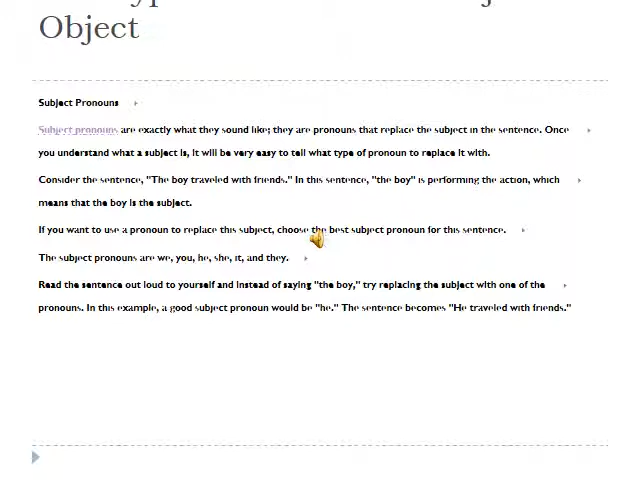 Object
Subject Pronouns
Subject pronouns are exactly what they sound like; they are pronouns that replace the subject in the sentence. Once
you understand what a subject is, it will be very easy to tell what type of pronoun to replace it with.
Consider the sentence, "The boy traveled with friends." In this sentence, "the boy" is performing the action, which
means that the boy is the subject.
If you want to use a pronoun to replace this subject, choose the best subject pronoun for this sentence.
The subject pronouns are we, you, he, she, it, and they.
Read the sentence out loud to yourself and instead of saying "the boy," try replacing the subject with one of the
pronouns. In this example, a good subject pronoun would be "he." The sentence becomes "He traveled with friends."